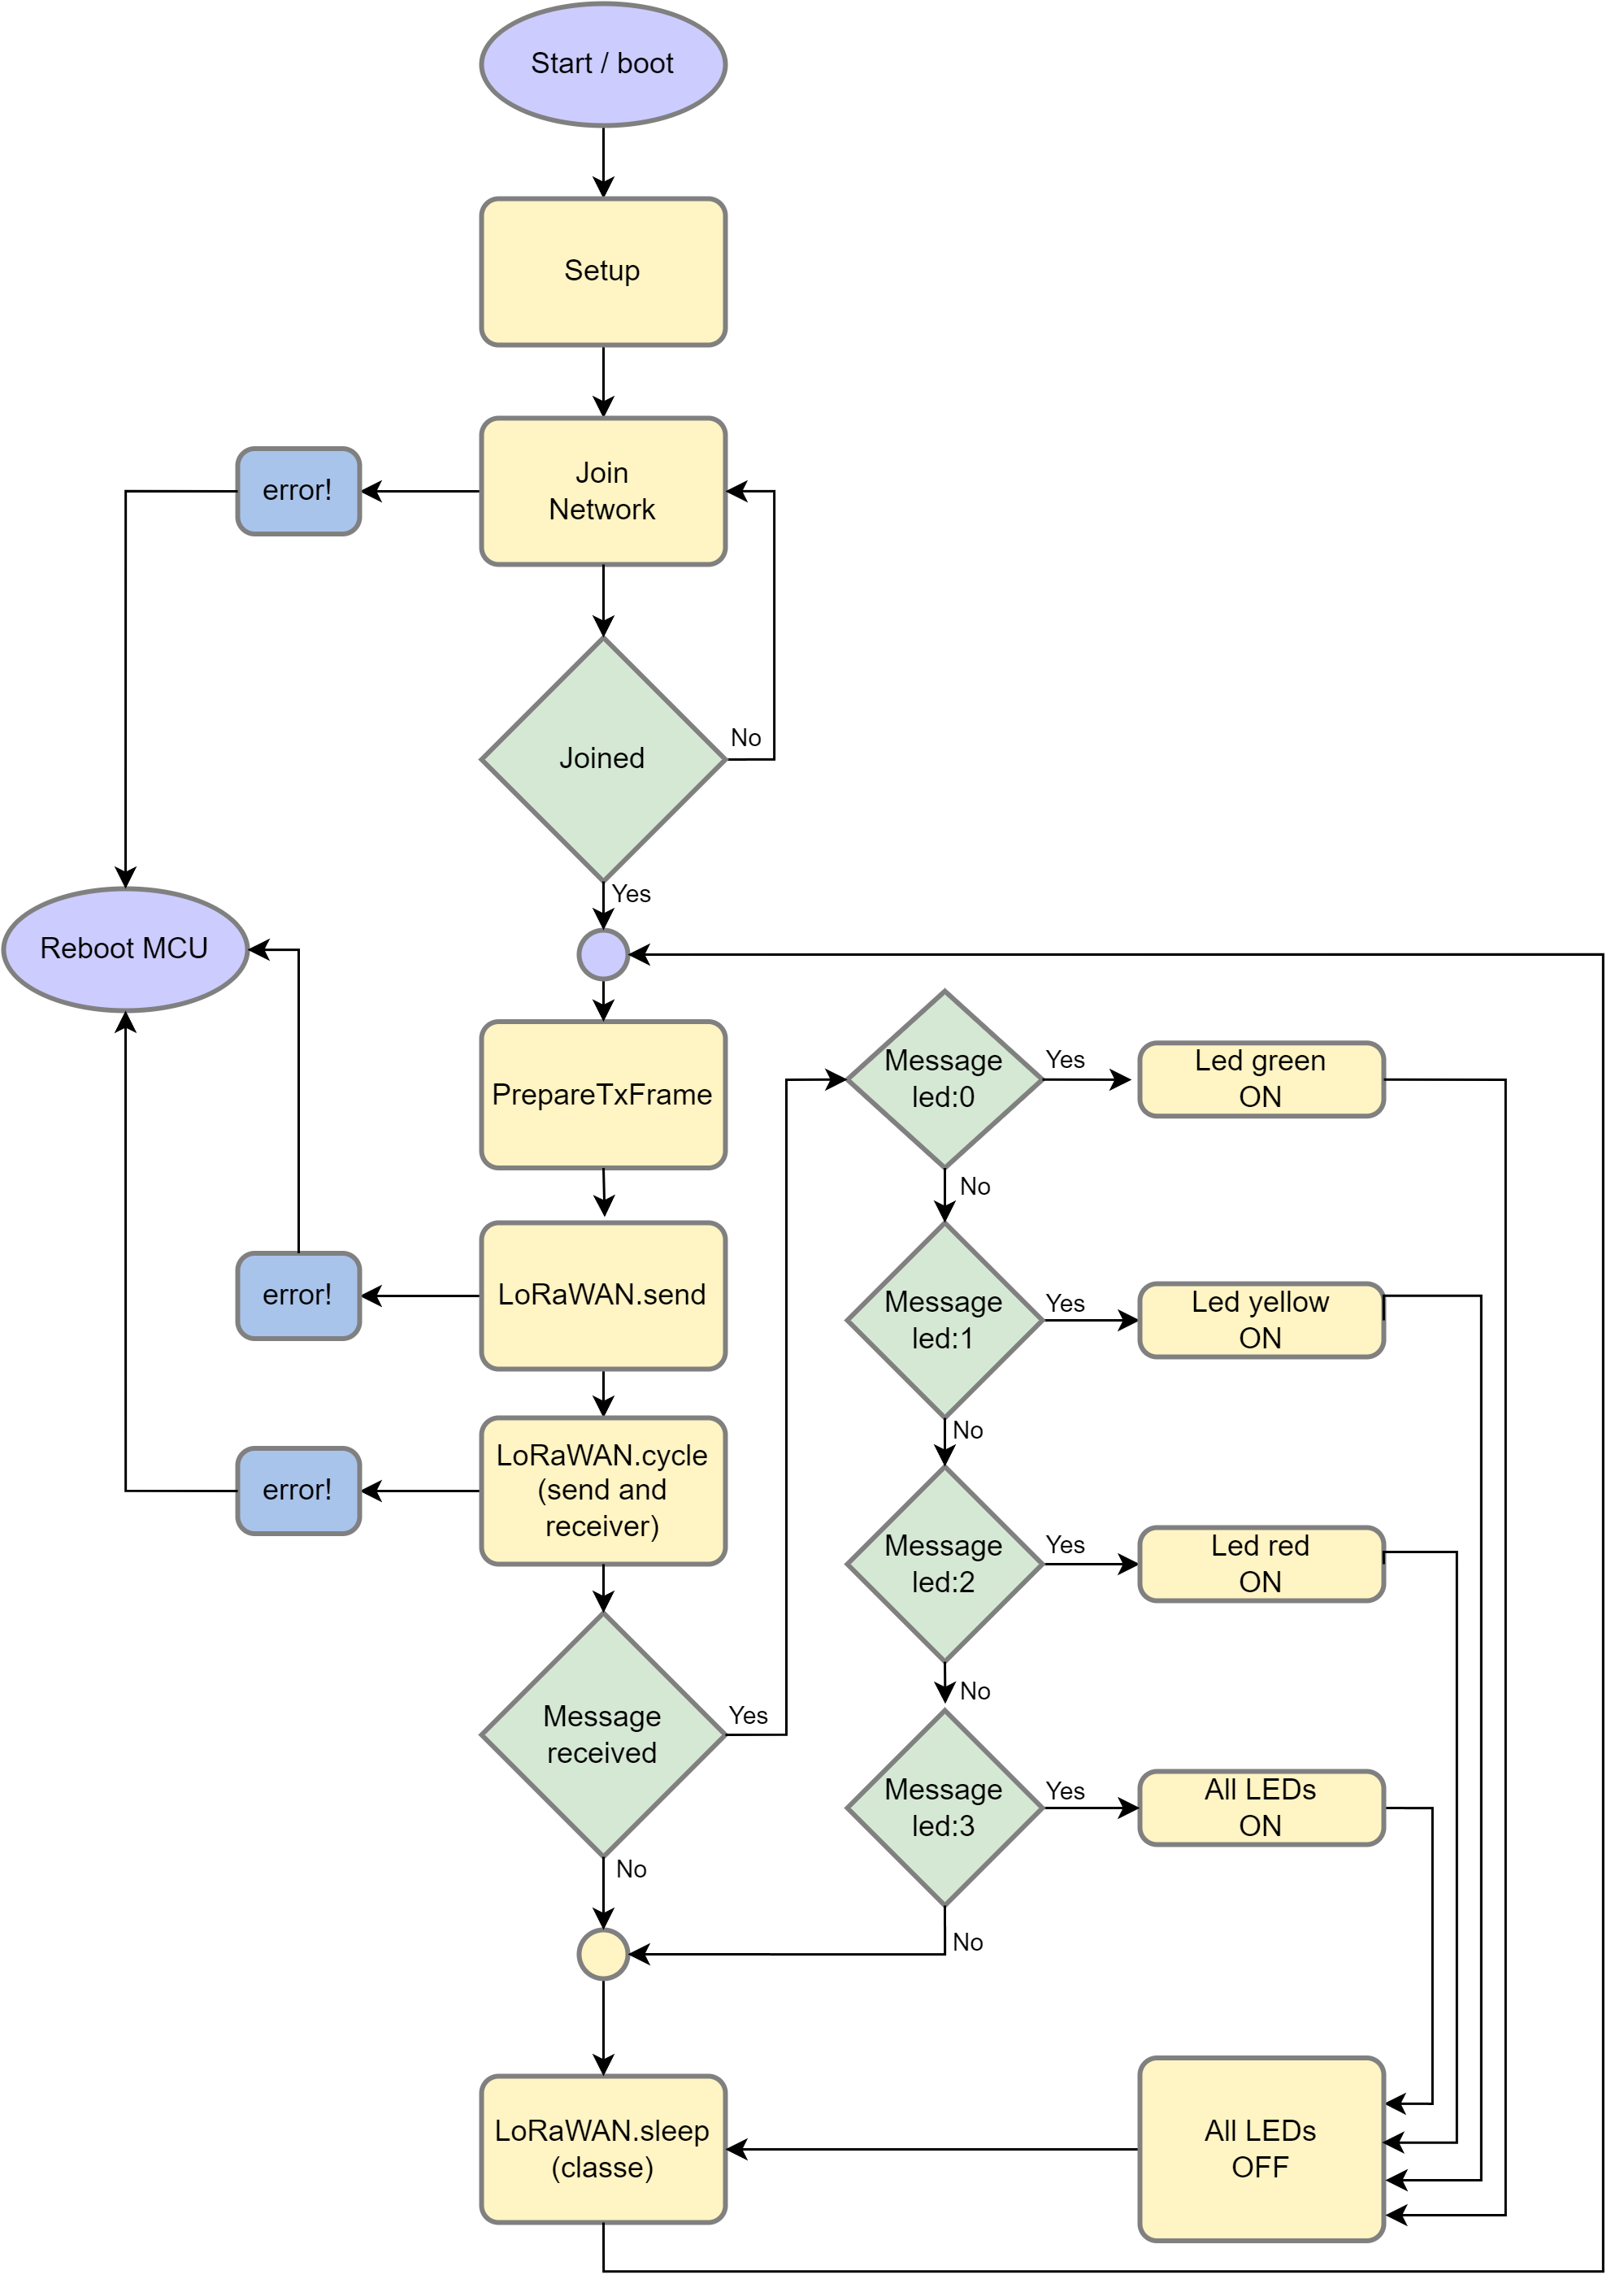 Start / boot
Setup
Join
Network
error!
Joined
No
Yes
Reboot MCU
PrepareTxFrame
LoRaWAN.send
error!
LoRaWAN.cycle
(send and
receiver)
error!
Message
received
Yes
No
Message
led:0
Yes
Led green
ON
No
Message
led:1
Yes
Led yellow
ON
No
Message
led:2
Yes
Led red
ON
No
Message
led:3
Yes
All LEDs
ON
No
LoRaWAN.sleep
(classe)
All LEDs
OFF